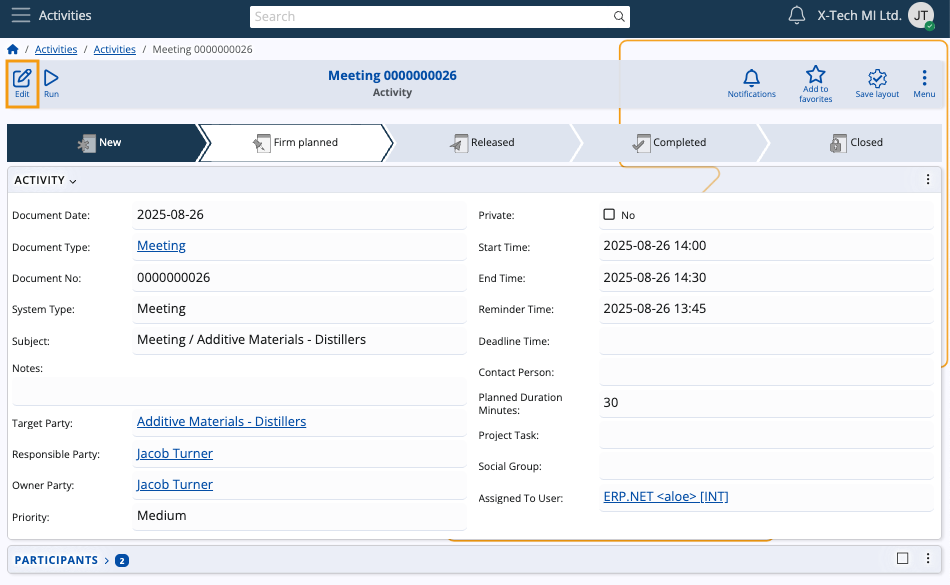 Activities
Search
X-Tech MI Ltd.
JT
/ Activities / Activities / Meeting 0000000026
Edit
Run
Meeting 0000000026
Activity
Notifications
Add to
favorites
Save layout
Menu
New
Firm planned
Released
Completed
Closed
ACTIVITY
Document Date: 2025-08-26
Document Type: Meeting
Document No: 0000000026
System Type: Meeting
Subject: Meeting / Additive Materials - Distillers
Notes:
Target Party: Additive Materials - Distillers
Responsible Party: Jacob Turner
Owner Party: Jacob Turner
Priority: Medium
Private: No
Start Time: 2025-08-26 14:00
End Time: 2025-08-26 14:30
Reminder Time: 2025-08-26 13:45
Deadline Time:
Contact Person:
Planned Duration
Minutes: 30
Project Task:
Social Group:
Assigned To User: ERP.NET <aloe> [INT]
PARTICIPANTS > 2